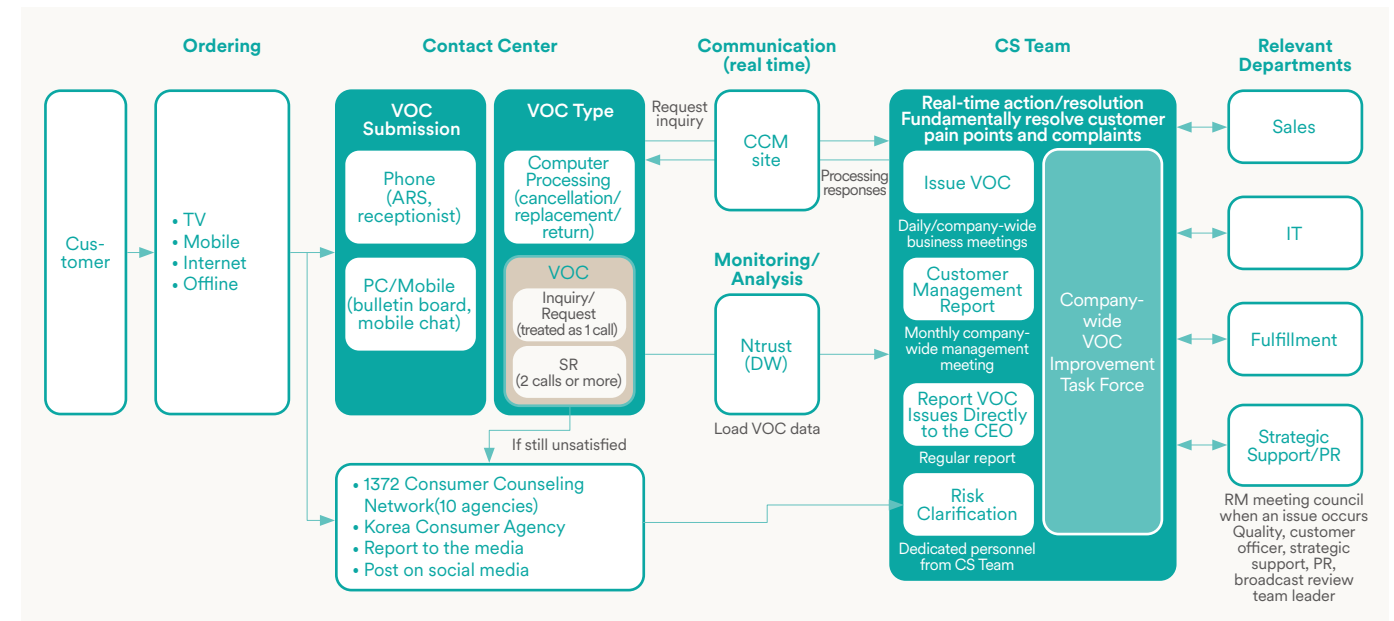 Ordering
Contact Center
Communication
(real time)
CS Team
Relevant
Departments
Cus-
tomer
• TV
• Mobile
• Internet
• Offline
VOC
Submission
Phone
(ARS,
receptionist)
PC/Mobile
(bulletin board,
mobile chat)
VOC Type
Computer
Processing
(cancellation/
replacement/
return)
VOC
Inquiry/
Request
(treated as 1 call)
SR
(2 calls or more)
Request
inquiry
CCM
site
Processing
responses
Monitoring/
Analysis
Ntrust
(DW)
Load VOC data
If still unsatisfied
• 1372 Consumer Counseling
Network(10 agencies)
• Korea Consumer Agency
• Report to the media
• Post on social media
Real-time action/resolution
Fundamentally resolve customer
pain points and complaints
Issue VOC
Daily/company-wide
business meetings
Customer
Management
Report
Monthly company-
wide management
meeting
Report VOC
Issues Directly
to the CEO
Regular report
Risk
Clarification
Dedicated personnel
from CS Team
Company-
wide
VOC
Improvement
Task Force
Sales
IT
Fulfillment
Strategic
Support/PR
RM meeting council
when an issue occurs
Quality, customer
officer, strategic
support, PR,
broadcast review
team leader